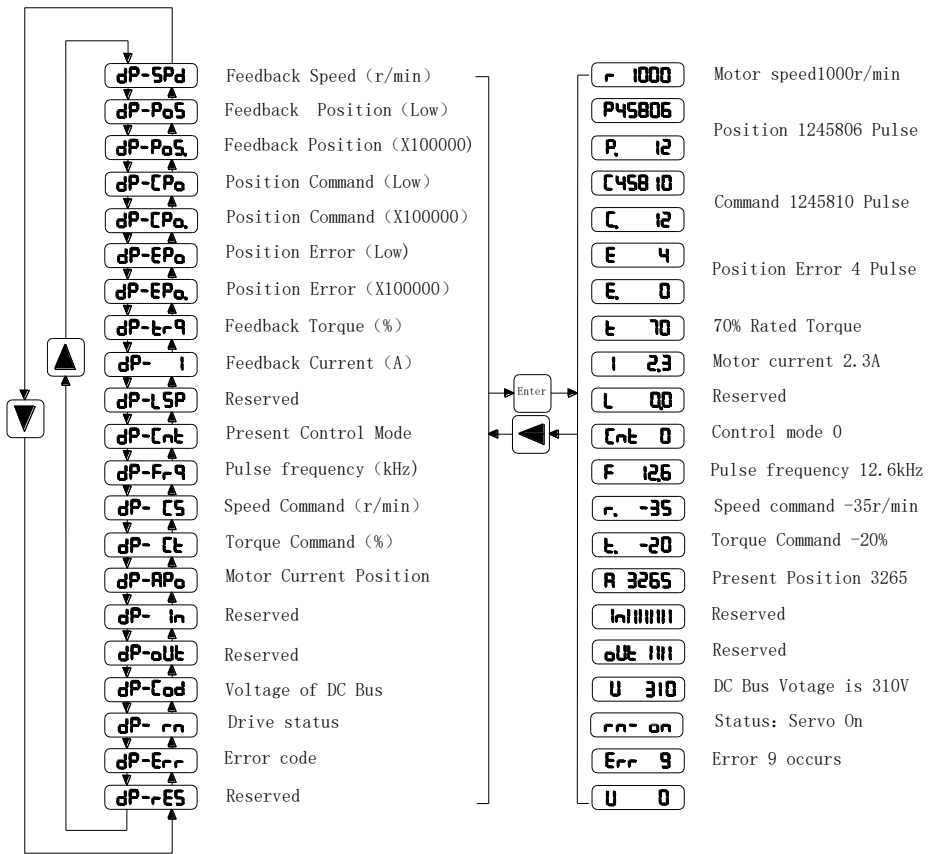 dP-SPd Feedback Speed（r/min） r 1000 Motor speed1000r/min
dP-PoS Feedback Position（Low） P45806
Position 1245806 Pulse
dP-PoS. Feedback Position（X100000) P. 12
dP-CPo Position Command（Low） C45810
Command 1245810 Pulse
dP-CPo. Position Command（X100000） C. 12
dP-EPo Position Error（Low) E 4
Position Error 4 Pulse
dP-EPo. Position Error（X100000） E. 0
dP-trq Feedback Torque（%） t 70 70% Rated Torque
dP- I Feedback Current（A） I 2.3 Motor current 2.3A
dP-LSP Reserved L 0.0 Reserved
Enter
dP-Cnt Present Control Mode Cnt 0 Control mode 0
dP-Frq Pulse frequency（kHz) F 12.6 Pulse frequency 12.6kHz
dP- CS Speed Command（r/min） r. -35 Speed command -35r/min
dP- Ct Torque Command（%） t. -20 Torque Command -20%
dP-APo Motor Current Position A 3265 Present Position 3265
dP- In Reserved In11111111 Reserved
dP-oUt Reserved oUt 1111 Reserved
dP-Cod Voltage of DC Bus U 310 DC Bus Votage is 310V
dP- rn Drive status rn- on Status：Servo On
dP-Err Error code Err 9 Error 9 occurs
dP-rES Reserved U 0